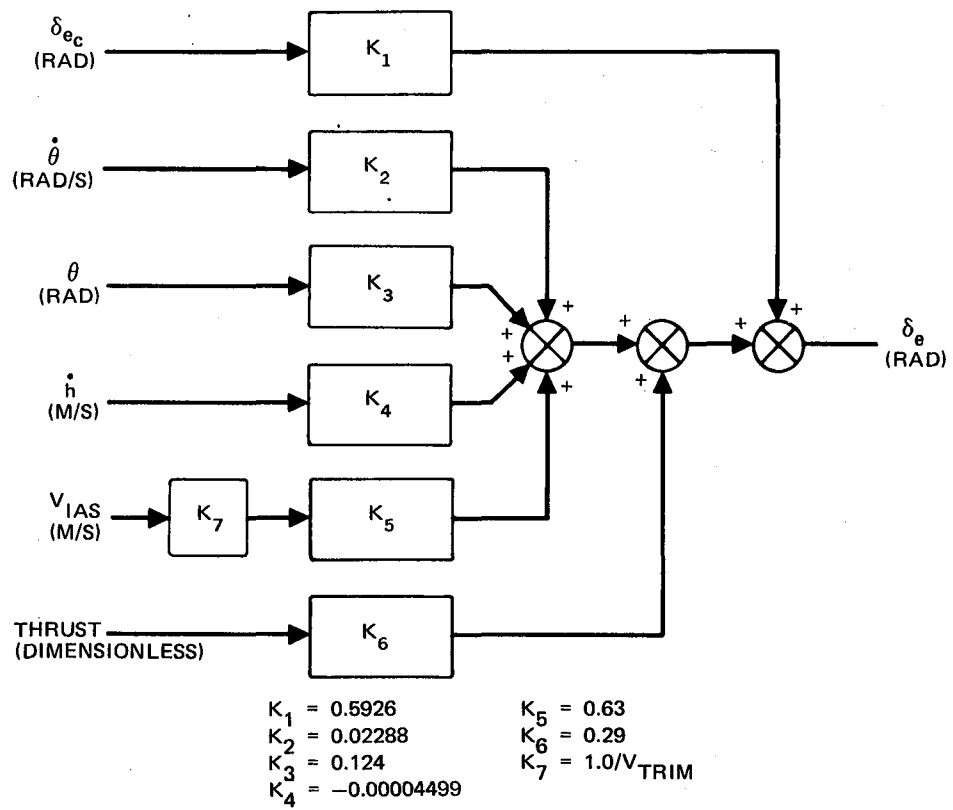 δec
(RAD)
K1
θ̇
(RAD/S)
K2
θ
(RAD)
K3
ḣ
(M/S)
K4
VIAS
(M/S)
K7
K5
THRUST
(DIMENSIONLESS)
K6
+
+
+
+
+
+
+
+
δe
(RAD)
K1 = 0.5926
K2 = 0.02288
K3 = 0.124
K4 = −0.00004499
K5 = 0.63
K6 = 0.29
K7 = 1.0/VTRIM